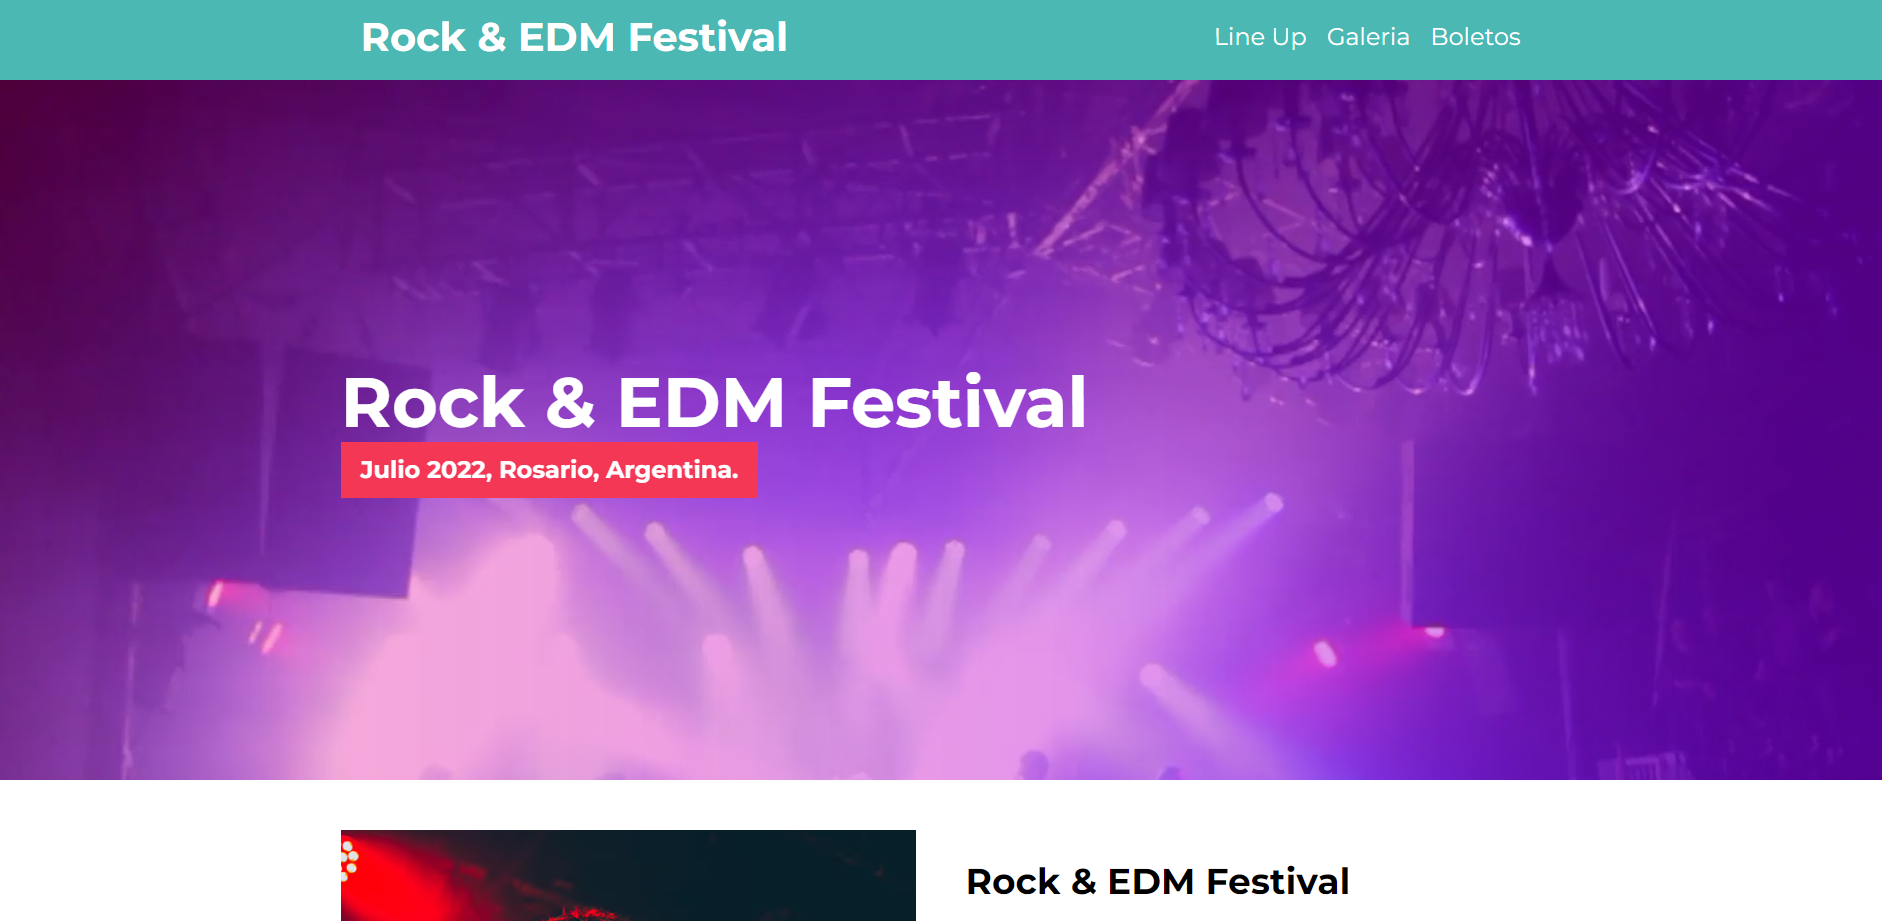 Rock & EDM Festival
Line Up Galeria Boletos
Rock & EDM Festival
Julio 2022, Rosario, Argentina.
Rock & EDM Festival